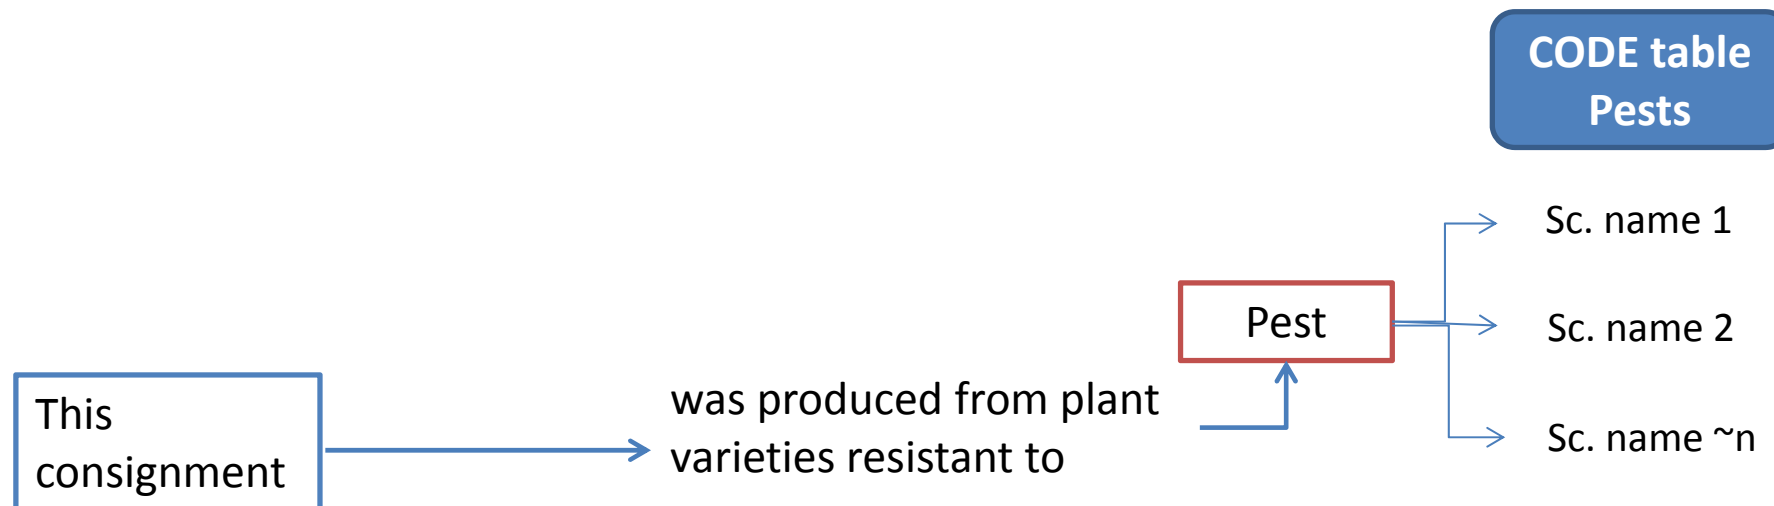 CODE table
Pests
Sc. name 1
Pest
Sc. name 2
This
consignment
was produced from plant
varieties resistant to
Sc. name ~n